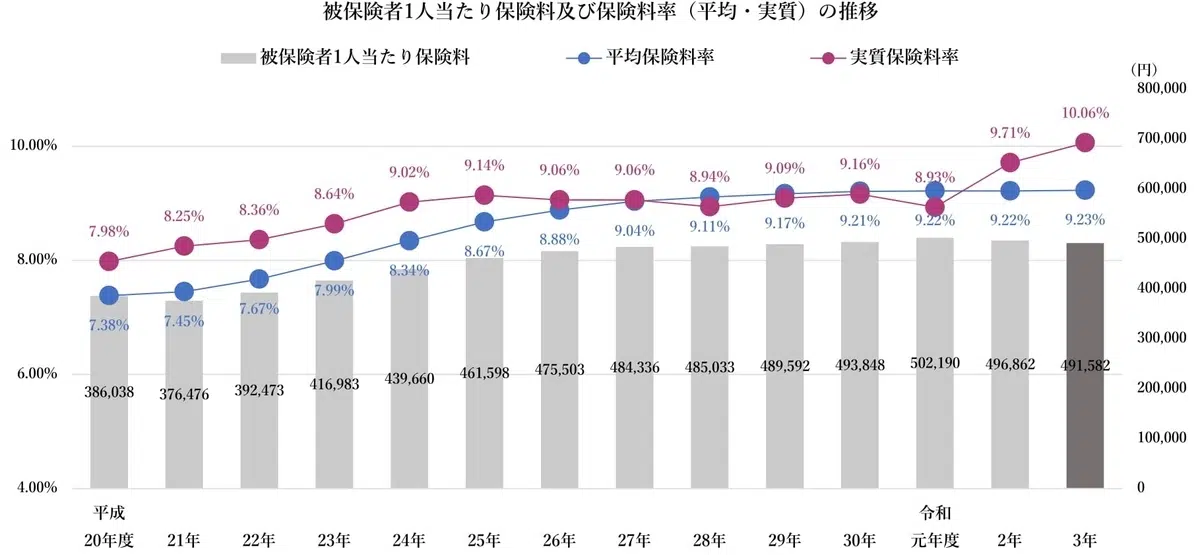 被保険者1人当たり保険料及び保険料率（平均・実質）の推移
被保険者1人当たり保険料 平均保険料率 実質保険料率
（円）
800,000
10.06%
9.71% 700,000
10.00%
9.02% 9.14% 9.06% 9.06% 8.94% 9.09% 9.16% 8.93%
8.64% 600,000
7.98% 8.25% 8.36%
8.88% 9.04% 9.11% 9.17% 9.21% 9.22% 9.22% 9.23%
8.67% 500,000
8.00%
8.34%
7.99% 400,000
7.38% 7.45% 7.67%
300,000
6.00%
386,038 376,476 392,473 416,983 439,660 461,598 475,503 484,336 485,033 489,592 493,848 502,190 496,862 491,582
200,000
100,000
4.00% 0
平成 令和
20年度 21年 22年 23年 24年 25年 26年 27年 28年 29年 30年 元年度 2年 3年